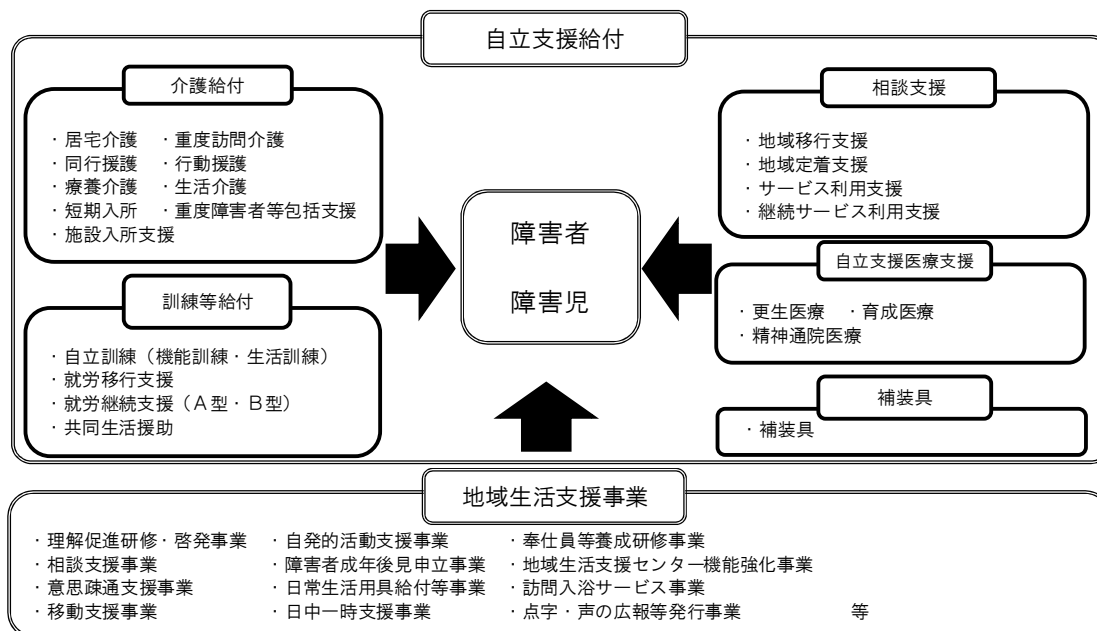 自立支援給付
介護給付
・居宅介護 ・重度訪問介護
・同行援護 ・行動援護
・療養介護 ・生活介護
・短期入所 ・重度障害者等包括支援
・施設入所支援
訓練等給付
・自立訓練（機能訓練・生活訓練）
・就労移行支援
・就労継続支援（Ａ型・Ｂ型）
・共同生活援助
障害者
障害児
相談支援
・地域移行支援
・地域定着支援
・サービス利用支援
・継続サービス利用支援
自立支援医療支援
・更生医療 ・育成医療
・精神通院医療
補装具
・補装具
地域生活支援事業
・理解促進研修・啓発事業 ・自発的活動支援事業 ・奉仕員等養成研修事業
・相談支援事業 ・障害者成年後見申立事業 ・地域生活支援センター機能強化事業
・意思疎通支援事業 ・日常生活用具給付等事業 ・訪問入浴サービス事業
・移動支援事業 ・日中一時支援事業 ・点字・声の広報等発行事業 等